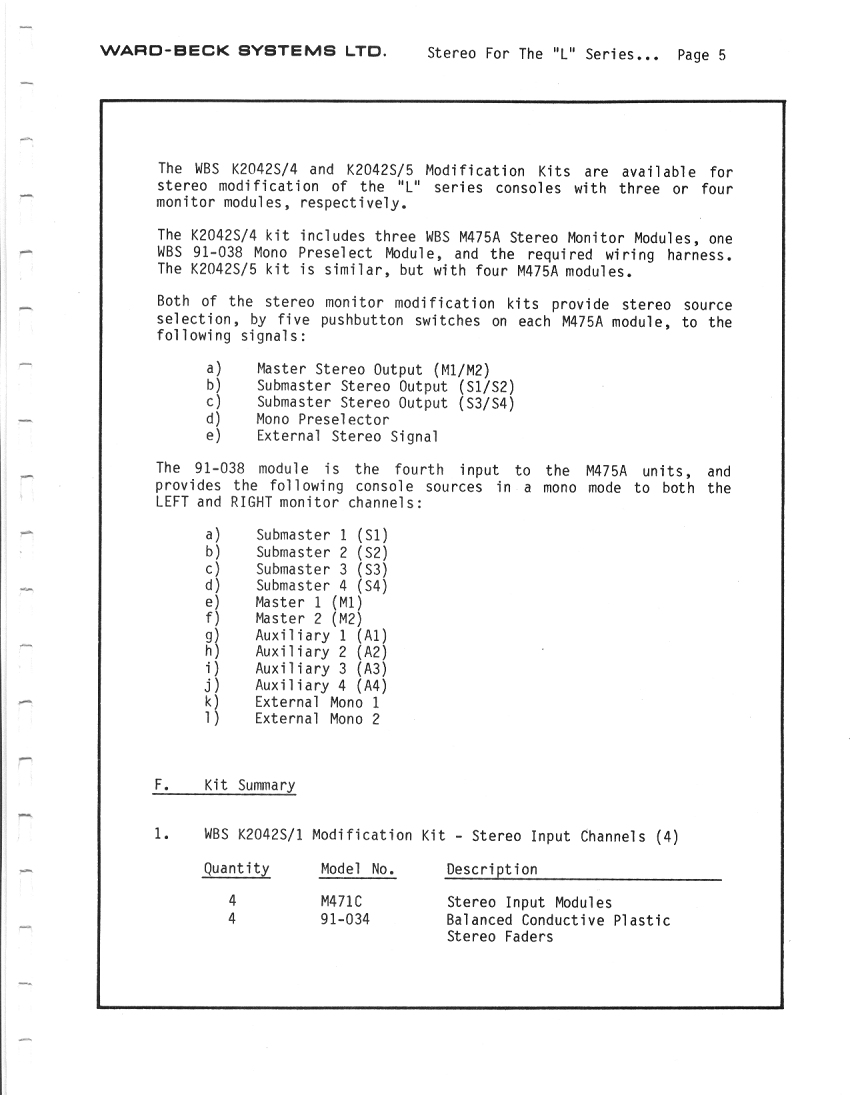 WARD-BECK SYSTEMS LTD. Stereo For The "L" Series... Page 5
The WBS K2042S/4 and K2042S/5 Modification Kits are available for
stereo modification of the "L" series consoles with three or four
monitor modules, respectively.
The K2042S/4 kit includes three WBS M475A Stereo Monitor Modules, one
WBS 91-038 Mono Preselect Module, and the required wiring harness.
The K2042S/5 kit is similar, but with four M475A modules.
Both of the stereo monitor modification kits provide stereo source
selection, by five pushbutton switches on each M475A module, to the
following signals:
a) Master Stereo Output (M1/M2)
b) Submaster Stereo Output (S1/S2)
c) Submaster Stereo Output (S3/S4)
d) Mono Preselector
e) External Stereo Signal
The 91-038 module is the fourth input to the M475A units, and
provides the following console sources in a mono mode to both the
LEFT and RIGHT monitor channels:
a) Submaster 1 (S1)
b) Submaster 2 (S2)
c) Submaster 3 (S3)
d) Submaster 4 (S4)
e) Master 1 (M1)
f) Master 2 (M2)
g) Auxiliary 1 (A1)
h) Auxiliary 2 (A2)
i) Auxiliary 3 (A3)
j) Auxiliary 4 (A4)
k) External Mono 1
l) External Mono 2
F. Kit Summary
1. WBS K2042S/1 Modification Kit - Stereo Input Channels (4)
Quantity Model No. Description
4 M471C Stereo Input Modules
4 91-034 Balanced Conductive Plastic
Stereo Faders